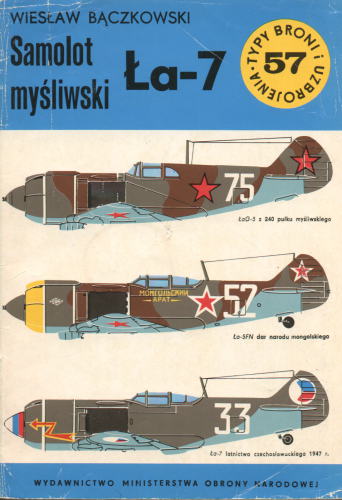 WIESŁAW BĄCZKOWSKI
Samolot
myśliwski
Ła-7
TYPY BRONI i UZBROJENIA
57
75
ŁaG-5 z 240 pułku myśliwskiego
МОНГОЛЬСКИЙ
АРАТ
52
Ła-5FN dar narodu mongolskiego
33
Ła-7 lotnictwa czechosłowackiego 1947 r.
WYDAWNICTWO MINISTERSTWA OBRONY NARODOWEJ